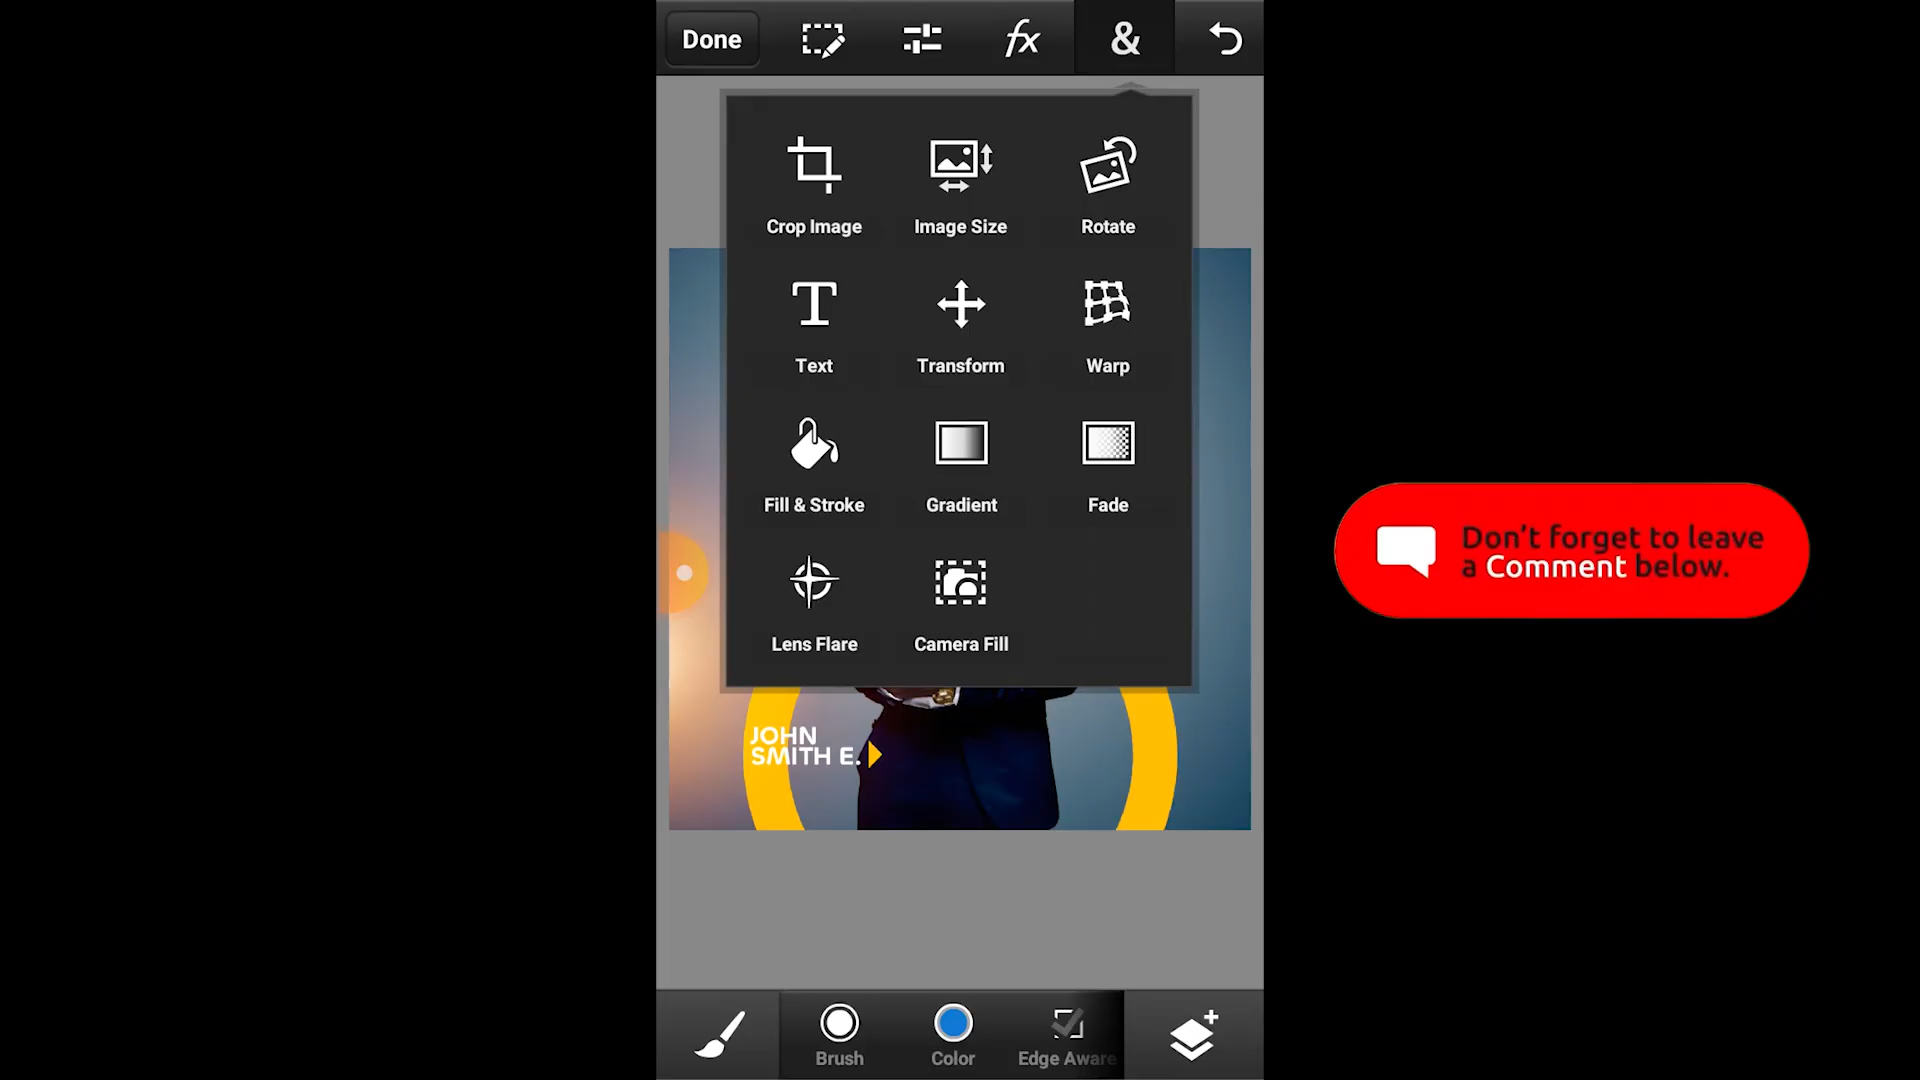 Done
fx
&
Crop Image
Image Size
Rotate
T
Text
Transform
Warp
Fill & Stroke
Gradient
Fade
Lens Flare
Camera Fill
JOHN
SMITH E.
Don't forget to leave
a Comment below.
Brush
Color
Edge Aware